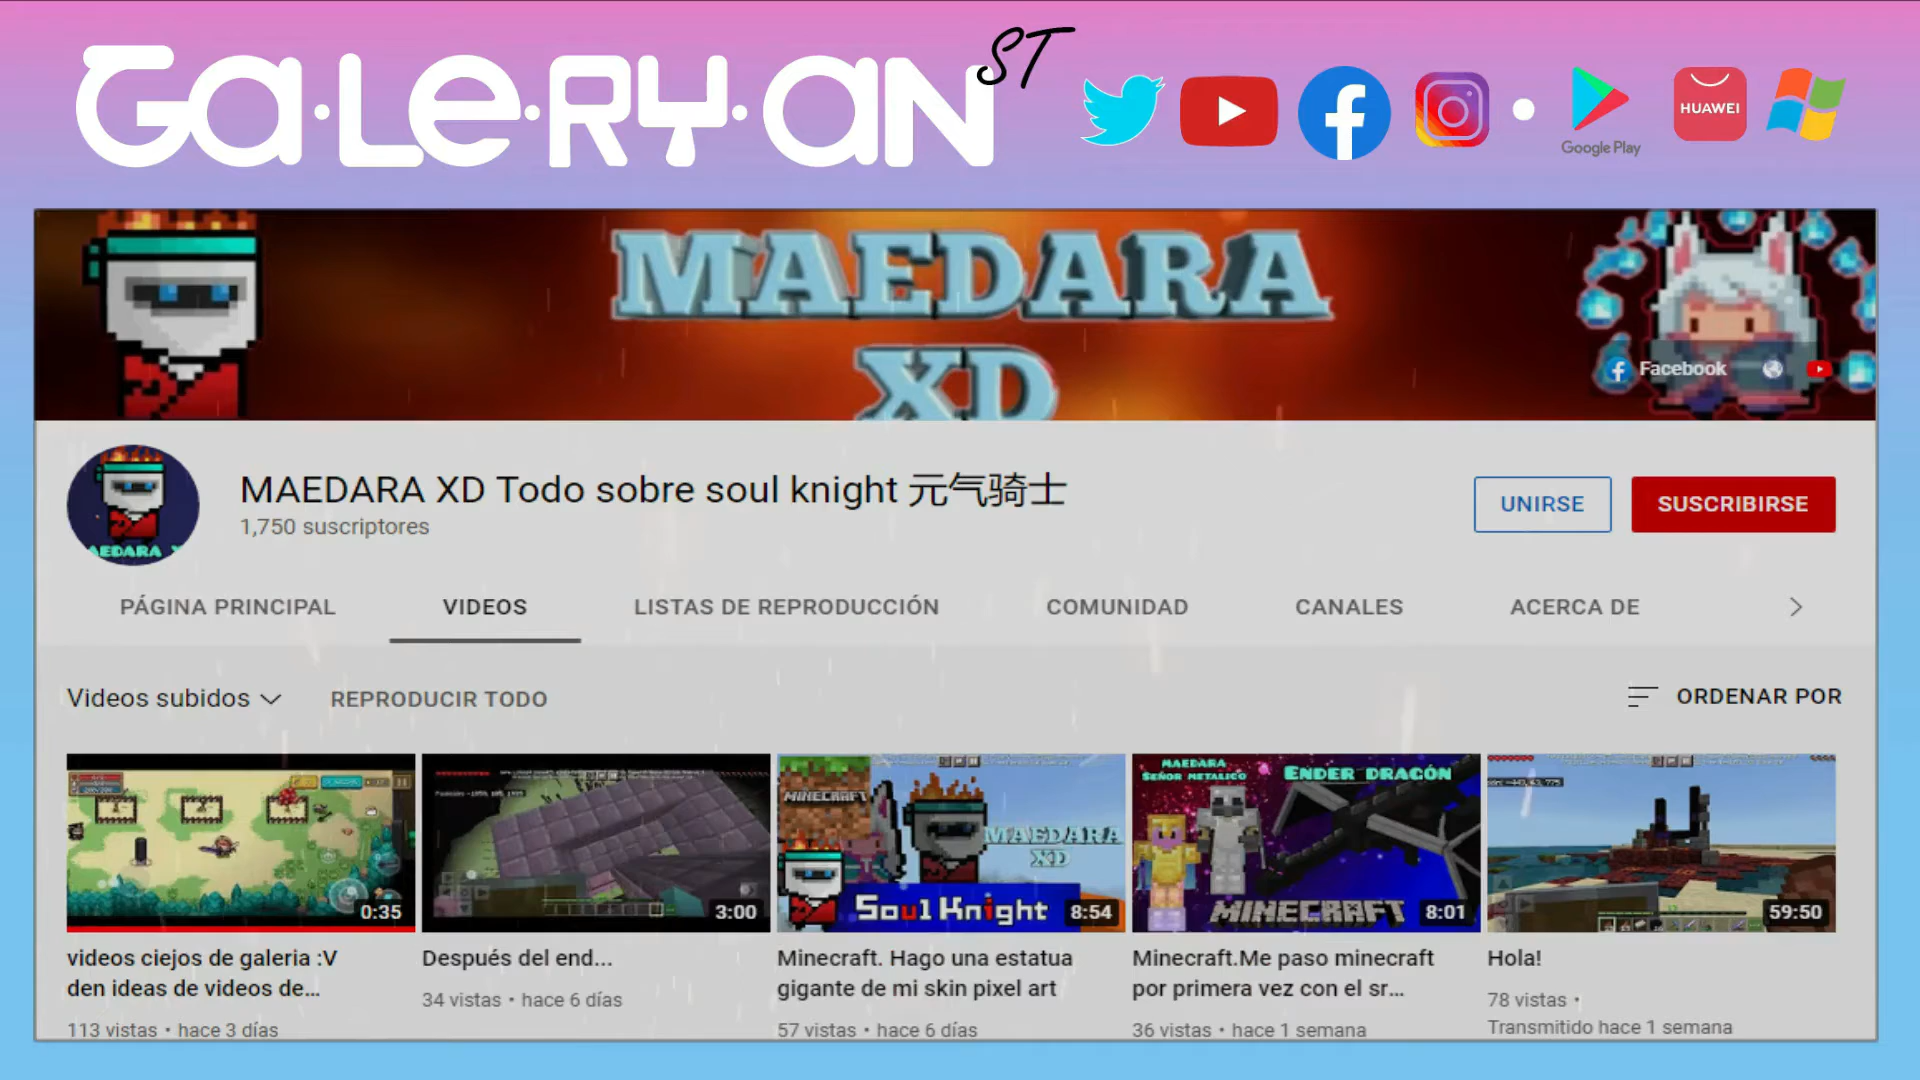 Ga·Le·RY·an ST
HUAWEI
Google Play
MAEDARA
XD
Facebook
MAEDARA XD Todo sobre soul knight 元气骑士
1,750 suscriptores
UNIRSE
SUSCRIBIRSE
PÁGINA PRINCIPAL
VIDEOS
LISTAS DE REPRODUCCIÓN
COMUNIDAD
CANALES
ACERCA DE
Videos subidos
REPRODUCIR TODO
ORDENAR POR
0:35
3:00
MINECRAFT
MAEDARA
XD
Soul Knight
8:54
MAEDARA
SEÑOR METALICO
ENDER DRAGÓN
MINECRAFT
8:01
59:50
videos ciejos de galeria :V
den ideas de videos de...
113 vistas • hace 3 días
Después del end...
34 vistas • hace 6 días
Minecraft. Hago una estatua
gigante de mi skin pixel art
57 vistas • hace 6 días
Minecraft.Me paso minecraft
por primera vez con el sr...
36 vistas • hace 1 semana
Hola!
78 vistas •
Transmitido hace 1 semana